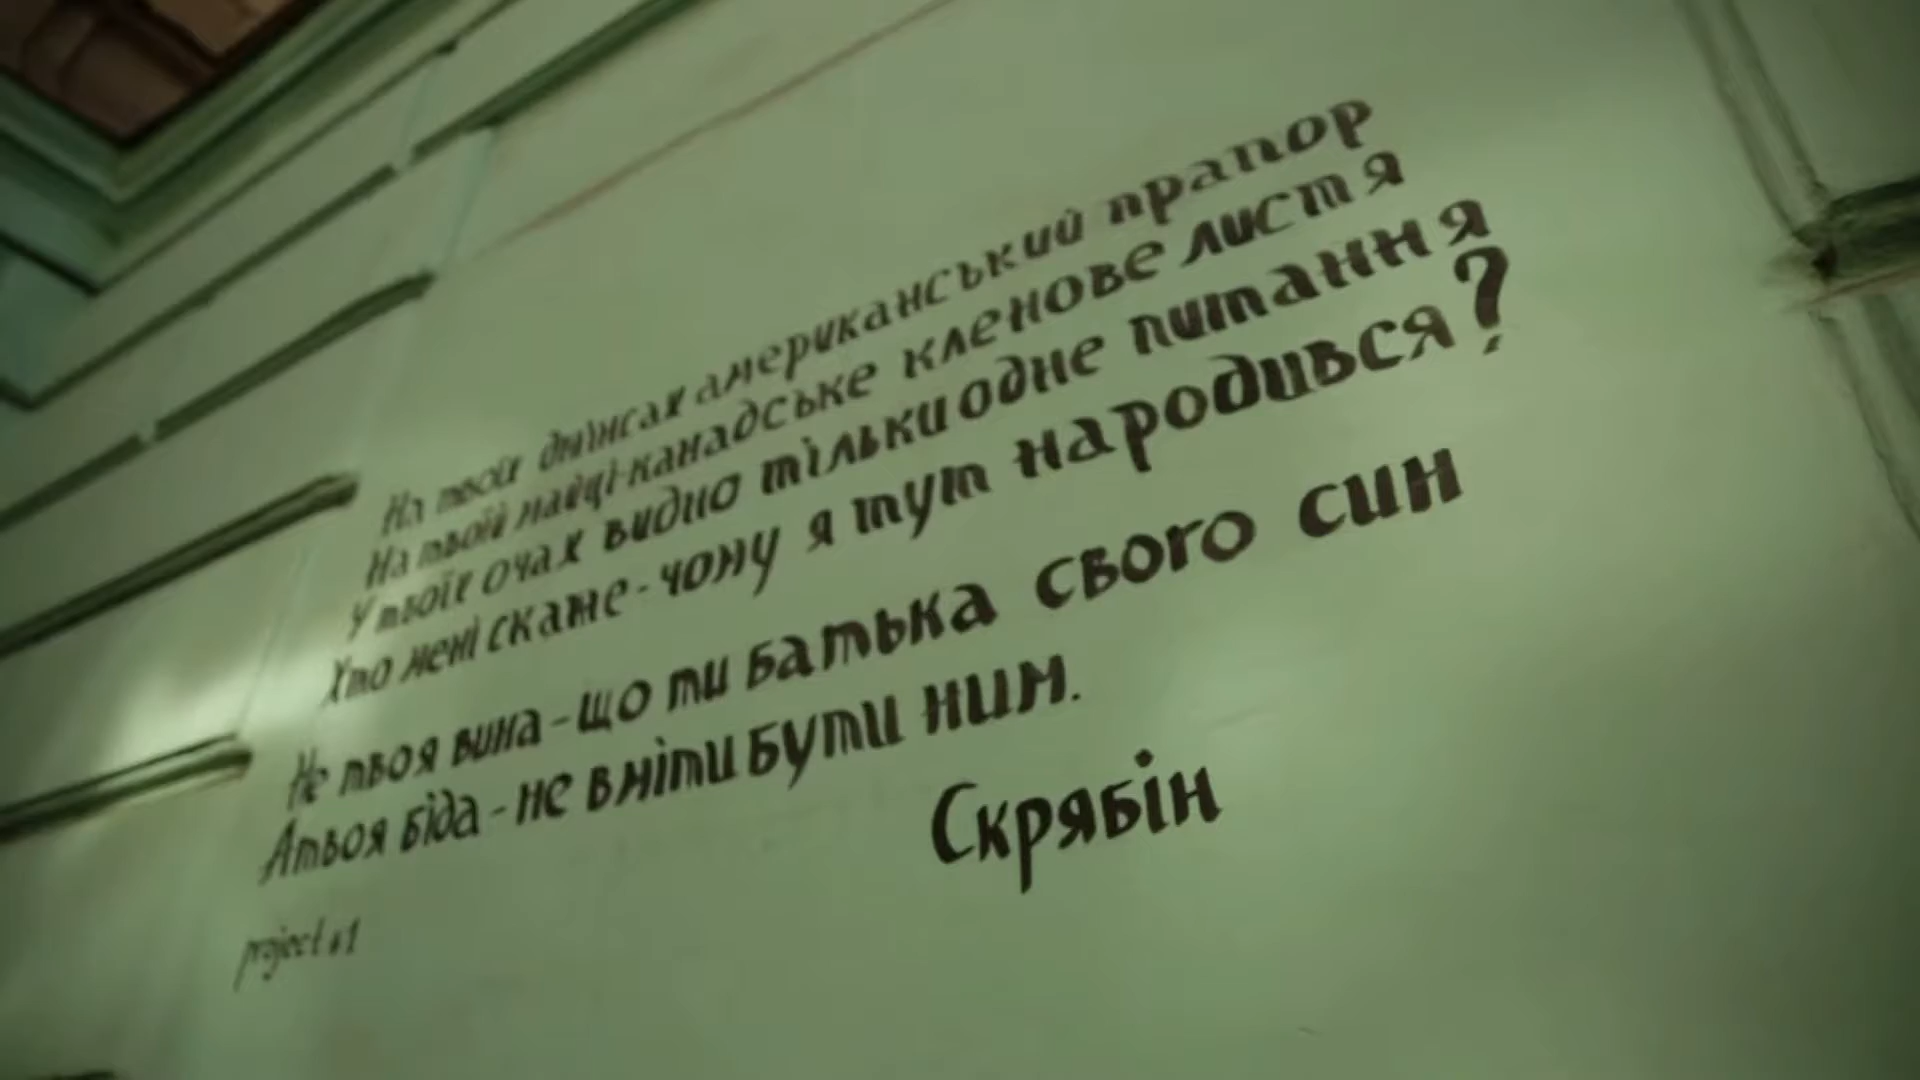 На твоїх джінсах американський прапор
На твоїй майці-канадське кленове листя
У твоїх очах видно тільки одне питання
Хто мені скаже-чому я тут народився?
Не твоя вина-що ти батька свого син
А твоя біда-не вміти бути ним.
Скрябін
project #1